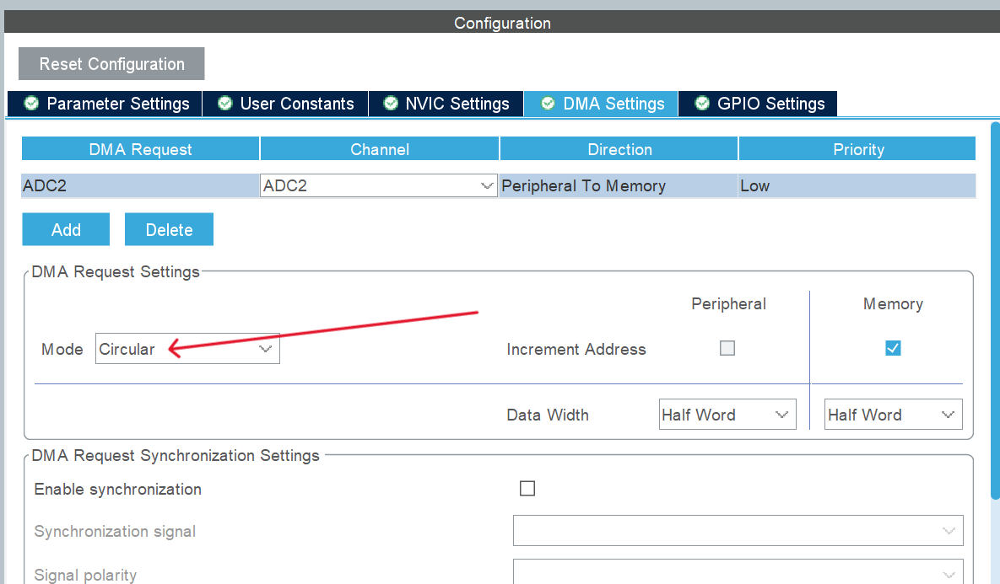 Configuration
Reset Configuration
Parameter Settings User Constants NVIC Settings DMA Settings GPIO Settings
DMA Request Channel Direction Priority
ADC2 ADC2 Peripheral To Memory Low
Add Delete
DMA Request Settings
Peripheral Memory
Mode Circular Increment Address
Data Width Half Word Half Word
DMA Request Synchronization Settings
Enable synchronization
Synchronization signal
Signal polarity